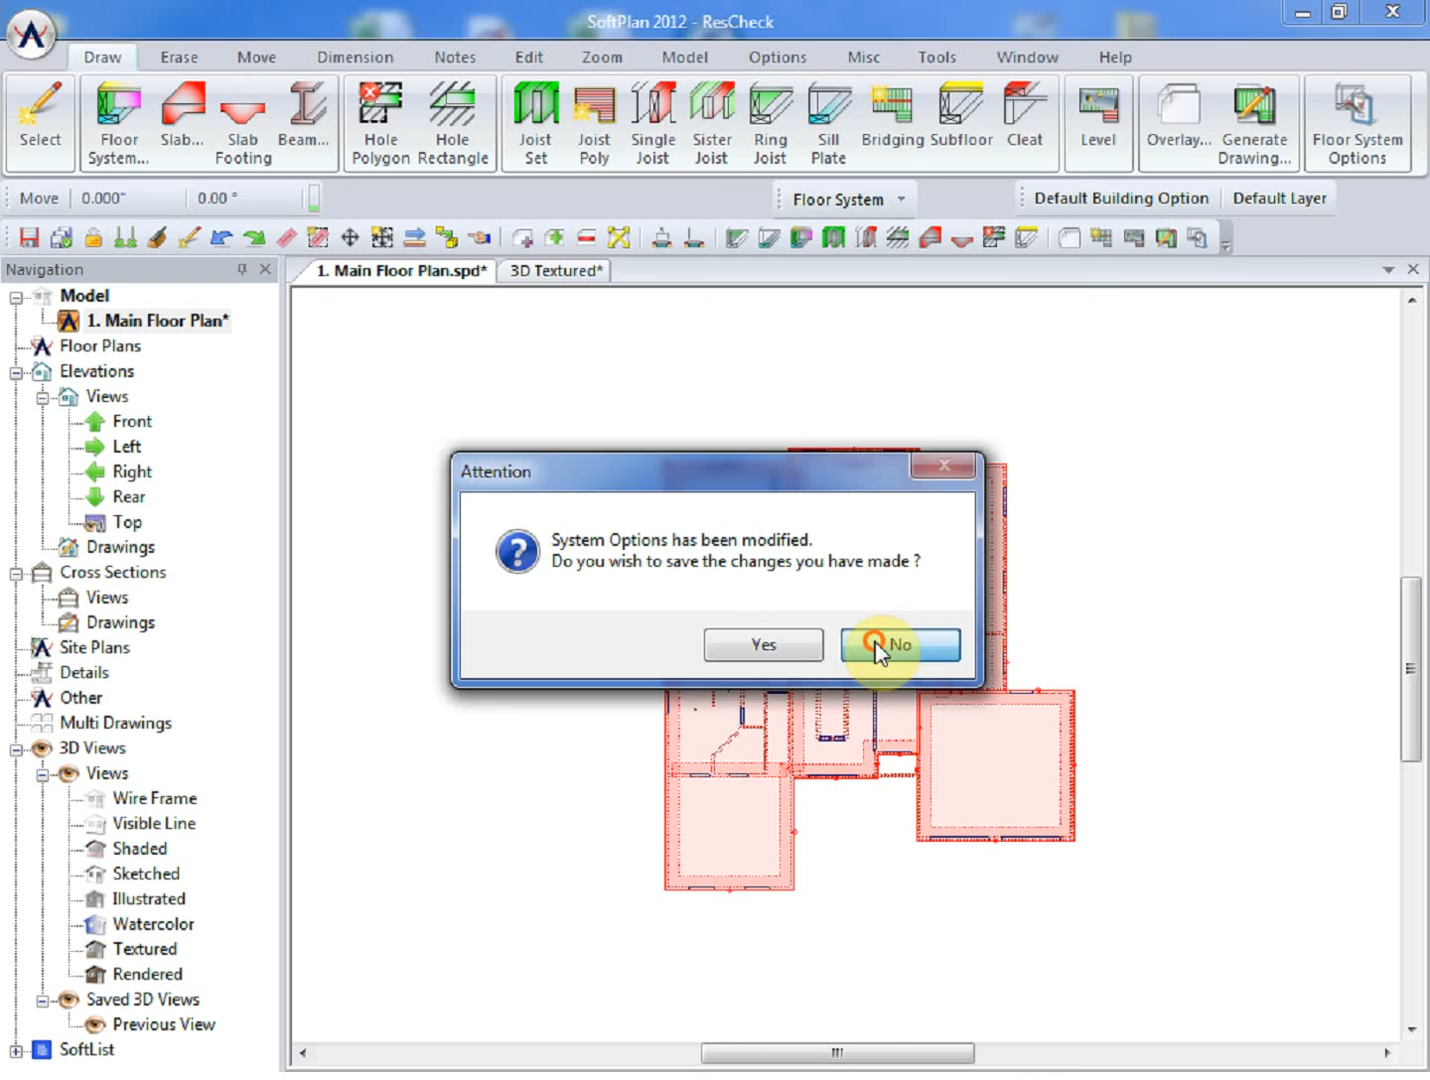 SoftPlan 2012 - ResCheck
Draw Erase Move Dimension Notes Edit Zoom Model Options Misc Tools Window Help
Select Floor System... Slab... Slab Footing Beam... Hole Polygon Hole Rectangle Joist Set Joist Poly Single Joist Sister Joist Ring Joist Sill Plate Bridging Subfloor Cleat Level Overlay... Generate Drawing... Floor System Options
Move 0.000" 0.00 ° Floor System Default Building Option Default Layer
Navigation 1. Main Floor Plan.spd* 3D Textured*
Model
1. Main Floor Plan*
Floor Plans
Elevations
Views
Front
Left
Right
Rear
Top
Drawings
Cross Sections
Views
Drawings
Site Plans
Details
Other
Multi Drawings
3D Views
Views
Wire Frame
Visible Line
Shaded
Sketched
Illustrated
Watercolor
Textured
Rendered
Saved 3D Views
Previous View
SoftList
Attention
System Options has been modified.
Do you wish to save the changes you have made ?
Yes No